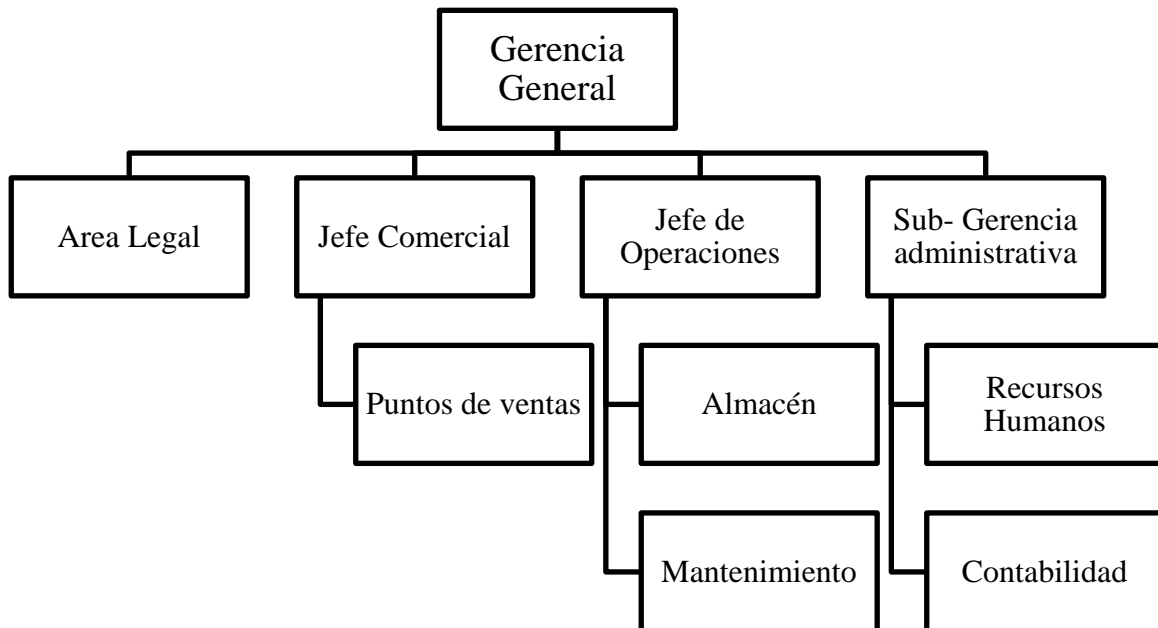 Gerencia
General
Area Legal
Jefe Comercial
Jefe de
Operaciones
Sub- Gerencia
administrativa
Puntos de ventas
Almacén
Recursos
Humanos
Mantenimiento
Contabilidad